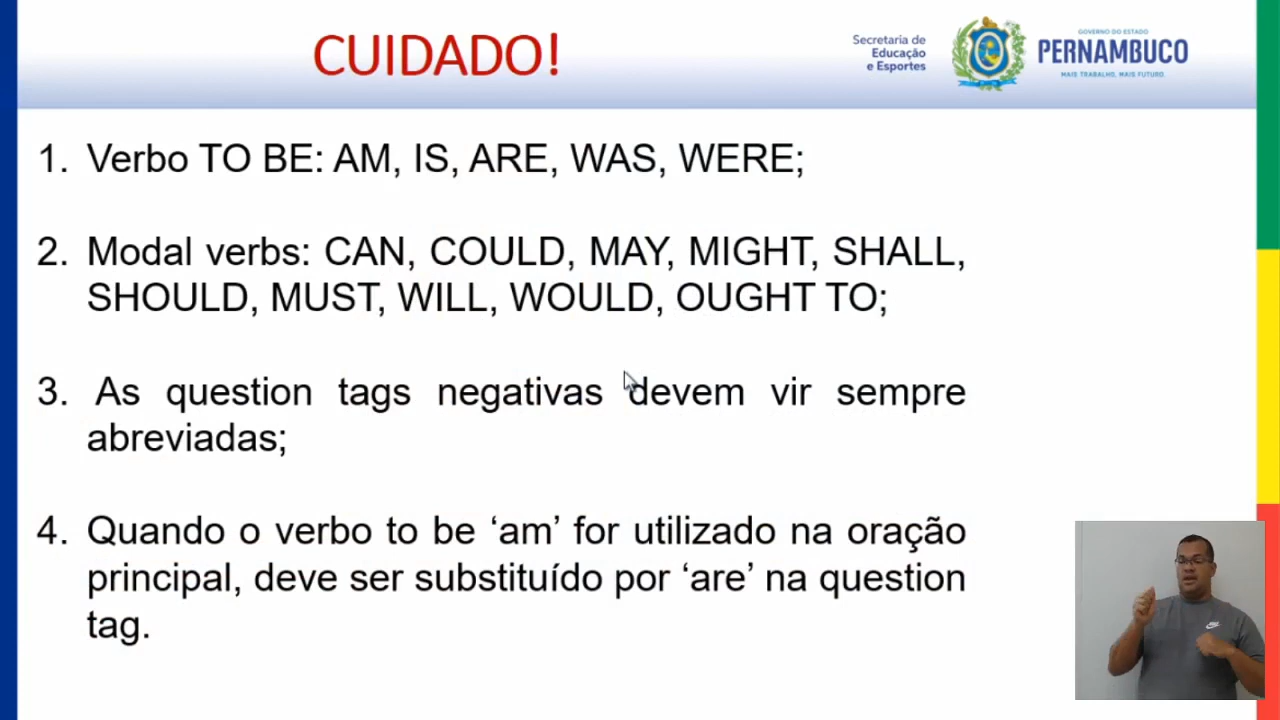 CUIDADO!
Secretaria de
Educação
e Esportes
GOVERNO DO ESTADO
PERNAMBUCO
MAIS TRABALHO, MAIS FUTURO.
1. Verbo TO BE: AM, IS, ARE, WAS, WERE;
2. Modal verbs: CAN, COULD, MAY, MIGHT, SHALL,
SHOULD, MUST, WILL, WOULD, OUGHT TO;
3. As question tags negativas devem vir sempre
abreviadas;
4. Quando o verbo to be ‘am’ for utilizado na oração
principal, deve ser substituído por ‘are’ na question
tag.